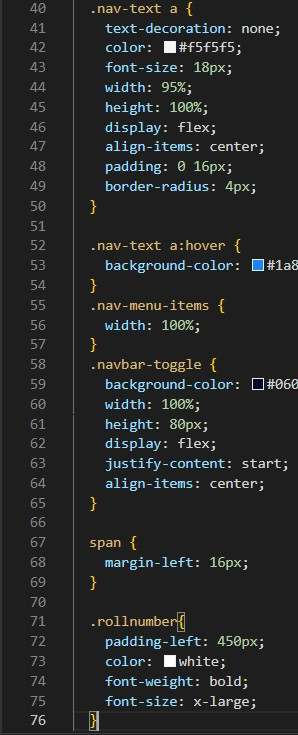 40 .nav-text a {
41 text-decoration: none;
42 color: #f5f5f5;
43 font-size: 18px;
44 width: 95%;
45 height: 100%;
46 display: flex;
47 align-items: center;
48 padding: 0 16px;
49 border-radius: 4px;
50 }
51
52 .nav-text a:hover {
53 background-color: #1a8
54 }
55 .nav-menu-items {
56 width: 100%;
57 }
58 .navbar-toggle {
59 background-color: #060
60 width: 100%;
61 height: 80px;
62 display: flex;
63 justify-content: start;
64 align-items: center;
65 }
66
67 span {
68 margin-left: 16px;
69 }
70
71 .rollnumber{
72 padding-left: 450px;
73 color: white;
74 font-weight: bold;
75 font-size: x-large;
76 }